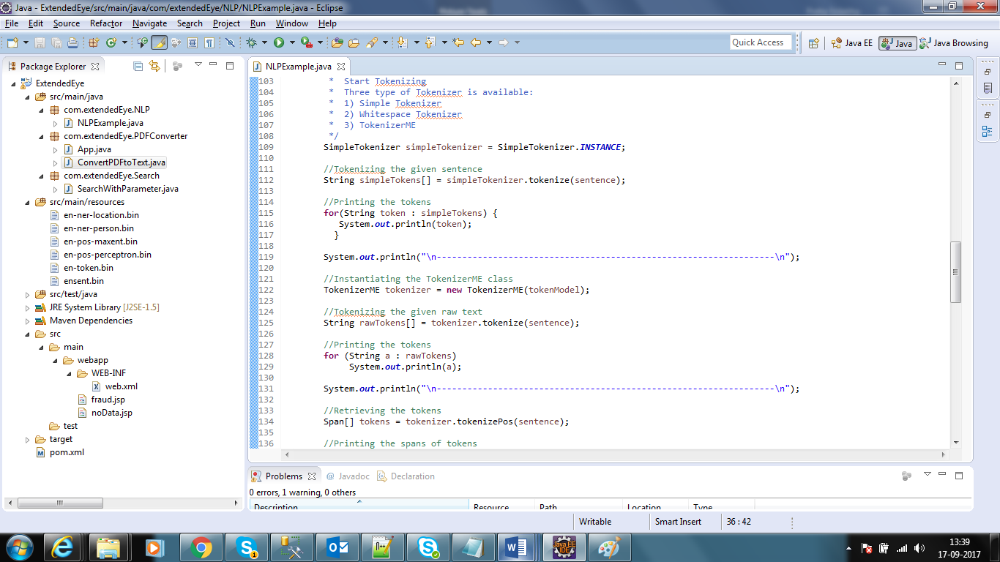 Java - ExtendedEye/src/main/java/com/extendedEye/NLP/NLPExample.java - Eclipse
File Edit Source Refactor Navigate Search Project Run Window Help
Quick Access
Java EE
Java
Java Browsing
Package Explorer
ExtendedEye
src/main/java
com.extendedEye.NLP
NLPExample.java
com.extendedEye.PDFConverter
App.java
ConvertPDFtoText.java
com.extendedEye.Search
SearchWithParameter.java
src/main/resources
en-ner-location.bin
en-ner-person.bin
en-pos-maxent.bin
en-pos-perceptron.bin
en-token.bin
ensent.bin
src/test/java
JRE System Library [J2SE-1.5]
Maven Dependencies
src
main
webapp
WEB-INF
web.xml
fraud.jsp
noData.jsp
test
target
pom.xml
NLPExample.java
103 * Start Tokenizing
104 * Three type of Tokenizer is available:
105 * 1) Simple Tokenizer
106 * 2) Whitespace Tokenizer
107 * 3) TokenizerME
108 */
109 SimpleTokenizer simpleTokenizer = SimpleTokenizer.INSTANCE;
110
111 //Tokenizing the given sentence
112 String simpleTokens[] = simpleTokenizer.tokenize(sentence);
113
114 //Printing the tokens
115 for(String token : simpleTokens) {
116 System.out.println(token);
117 }
118
119 System.out.println("\n------------------------------------------------------------------\n");
120
121 //Instantiating the TokenizerME class
122 TokenizerME tokenizer = new TokenizerME(tokenModel);
123
124 //Tokenizing the given raw text
125 String rawTokens[] = tokenizer.tokenize(sentence);
126
127 //Printing the tokens
128 for (String a : rawTokens)
129 System.out.println(a);
130
131 System.out.println("\n------------------------------------------------------------------\n");
132
133 //Retrieving the tokens
134 Span[] tokens = tokenizer.tokenizePos(sentence);
135
136 //Printing the spans of tokens
Problems @ Javadoc Declaration
0 errors, 1 warning, 0 others
Description Resource Path Location Type
Writable Smart Insert 36 : 42
13:39
17-09-2017